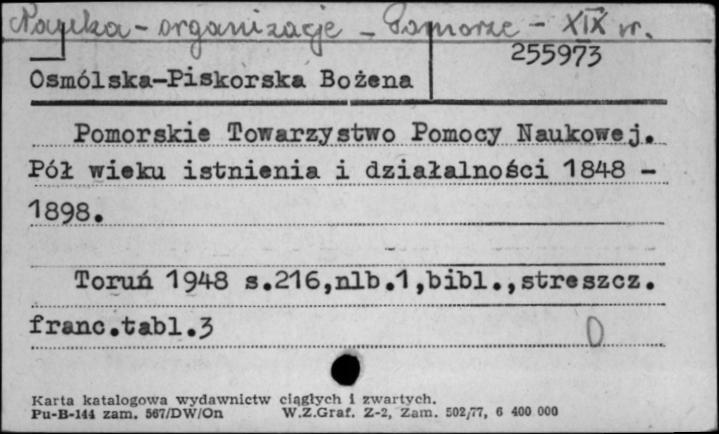 Nauka - organizacje - Pomorze - XIX w.
255973
Osmólska-Piskorska Bożena
Pomorskie Towarzystwo Pomocy Naukowej.
Pół wieku istnienia i działalności 1848 -
1898.
Toruń 1948 s.216,nlb.1,bibl.,streszcz.
franc.tabl.3
0
Karta katalogowa wydawnictw ciągłych i zwartych.
Pu-B-144 zam. 567/DW/On W.Z.Graf. Z-2, Zam. 502/77, 6 400 000